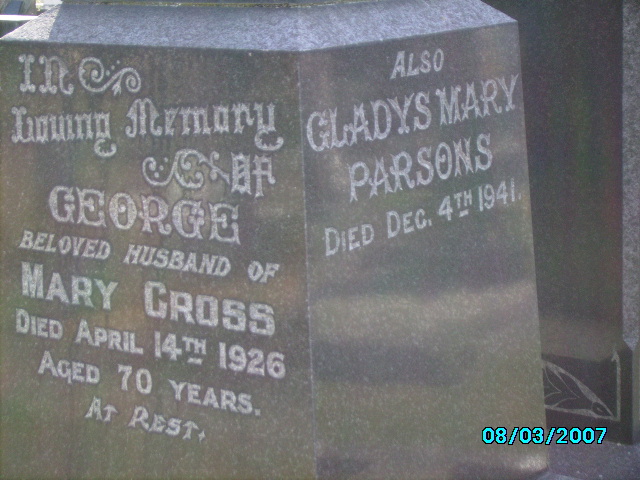 In
Loving Memory
of
GEORGE
BELOVED HUSBAND OF
MARY CROSS
DIED APRIL 14TH 1926
AGED 70 YEARS.
AT REST.
ALSO
GLADYS MARY
PARSONS
DIED DEC. 4TH 1941.
08/03/2007